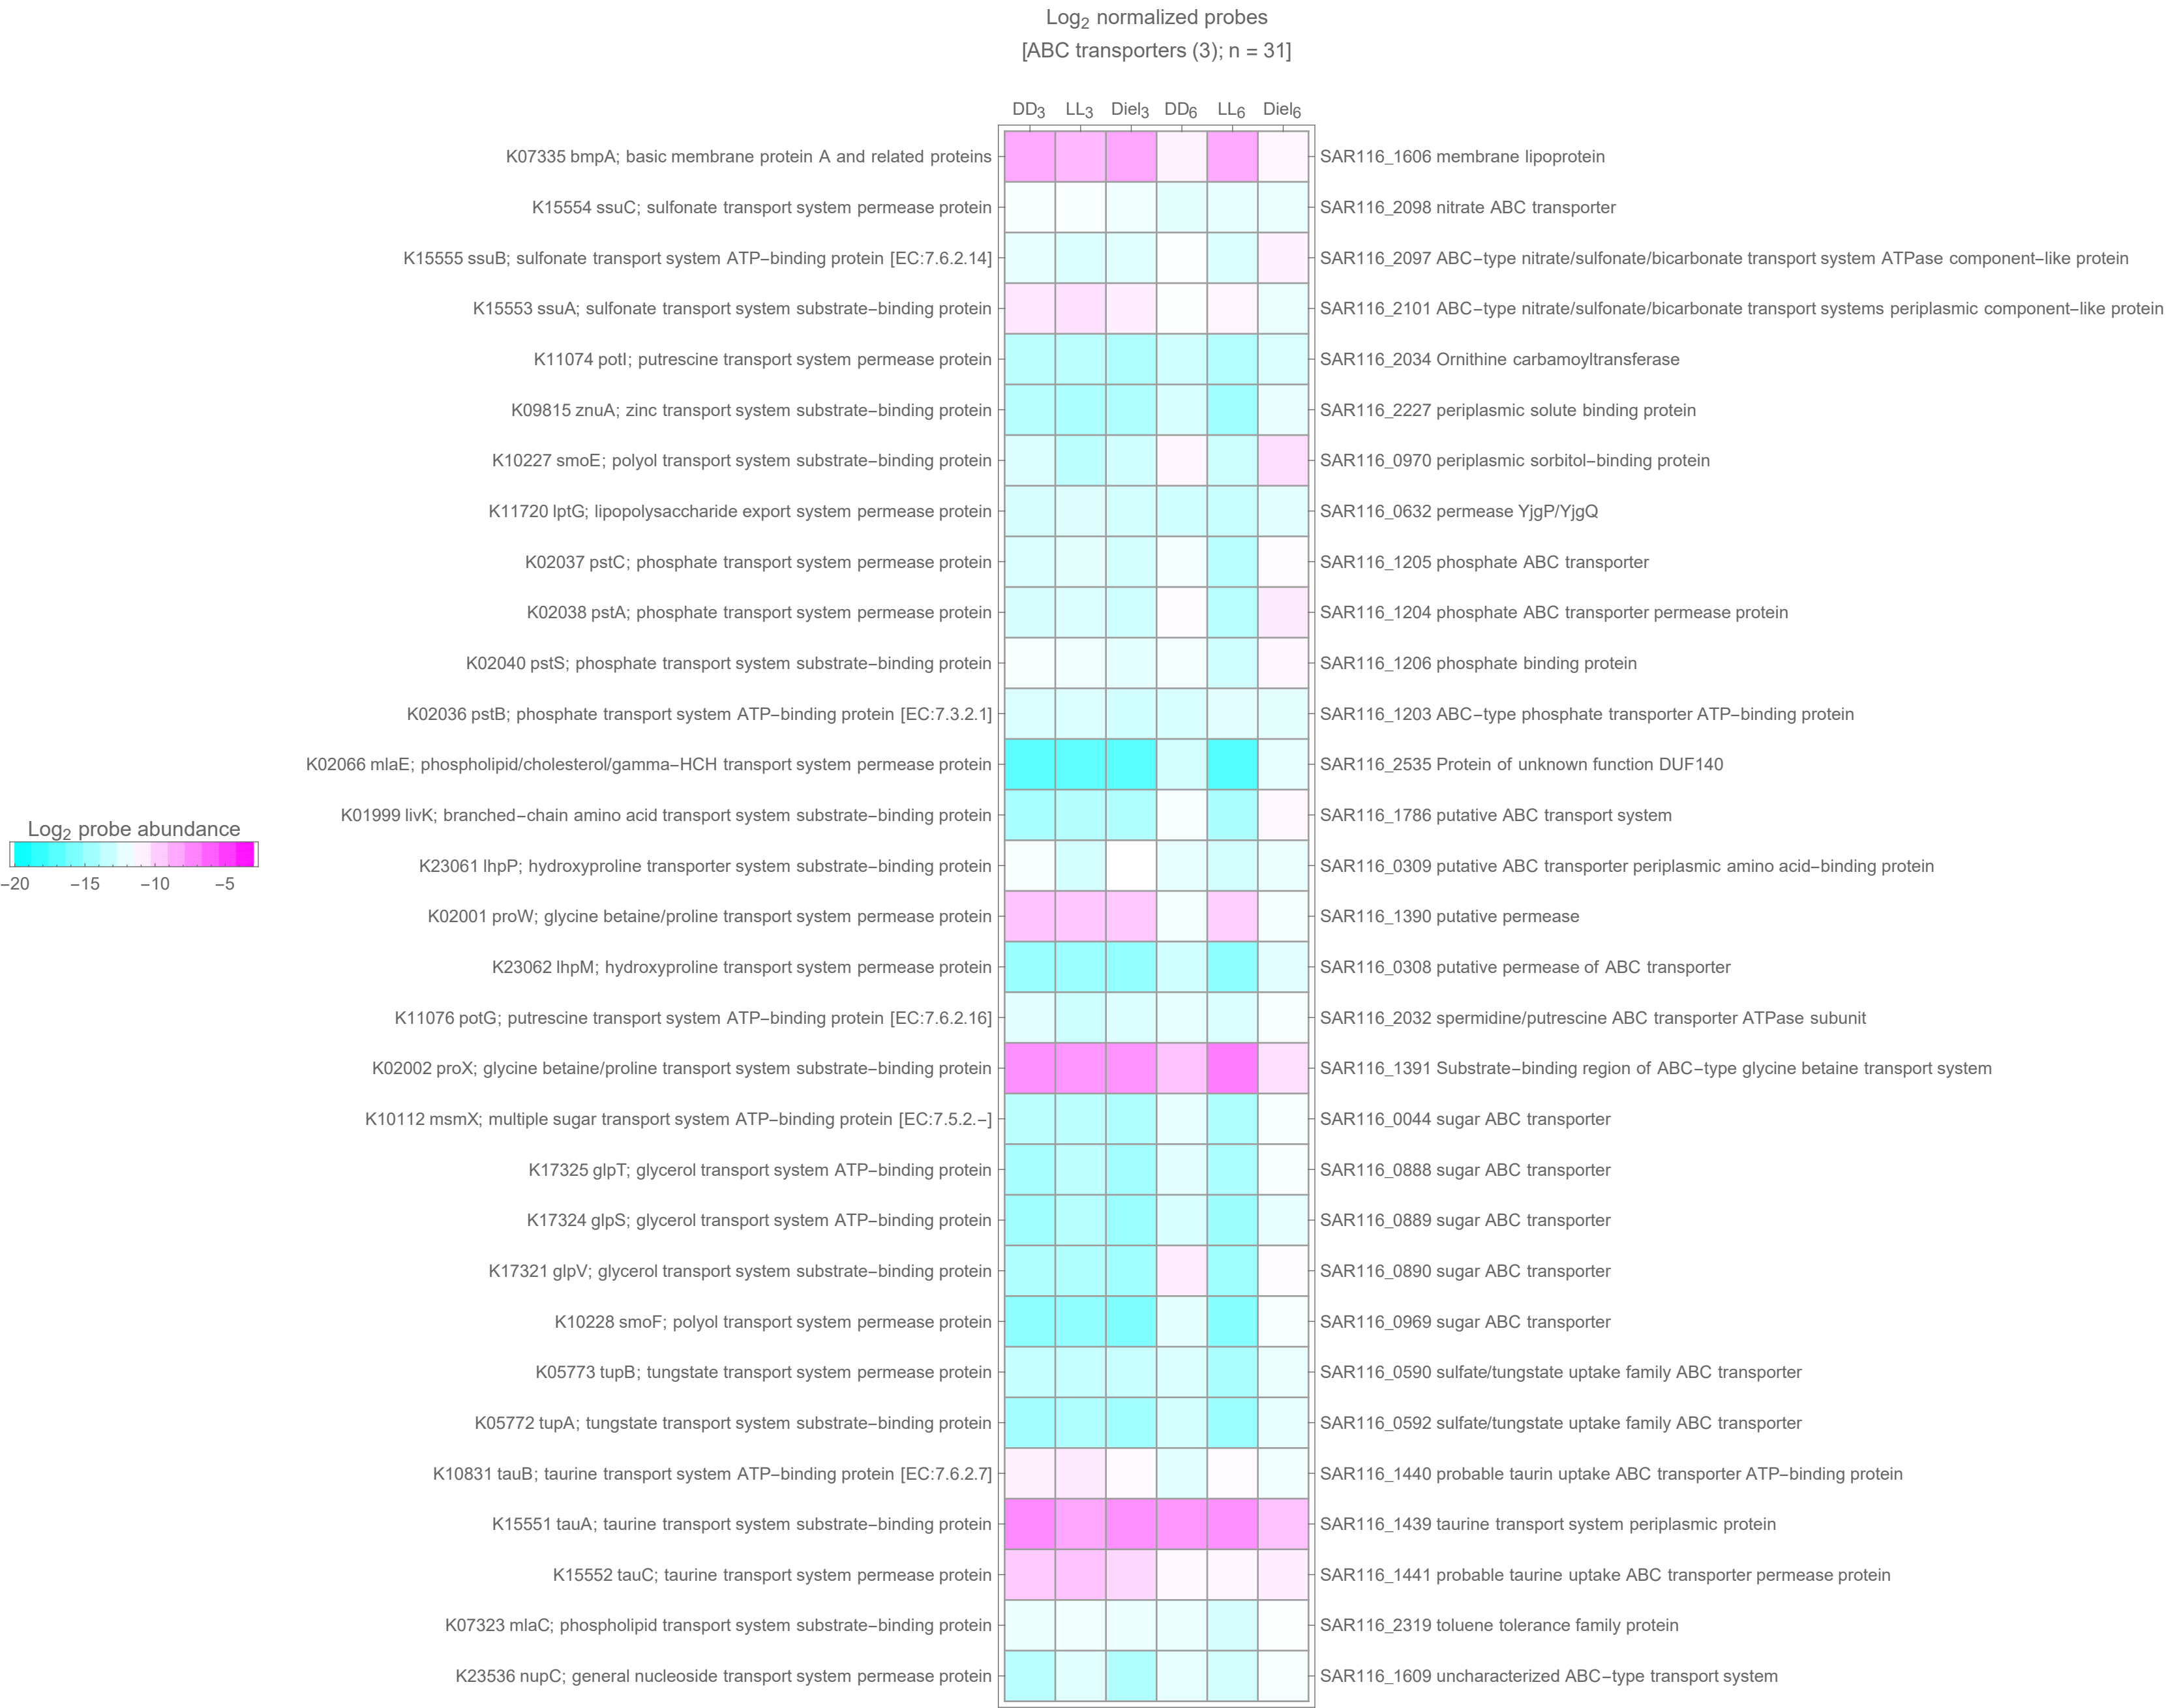 Log2 normalized probes
[ABC transporters (3); n = 31]
DD3 LL3 Diel3 DD6 LL6 Diel6
K07335 bmpA; basic membrane protein A and related proteins SAR116_1606 membrane lipoprotein
K15554 ssuC; sulfonate transport system permease protein SAR116_2098 nitrate ABC transporter
K15555 ssuB; sulfonate transport system ATP−binding protein [EC:7.6.2.14] SAR116_2097 ABC−type nitrate/sulfonate/bicarbonate transport system ATPase component−like protein
K15553 ssuA; sulfonate transport system substrate−binding protein SAR116_2101 ABC−type nitrate/sulfonate/bicarbonate transport systems periplasmic component−like protein
K11074 potI; putrescine transport system permease protein SAR116_2034 Ornithine carbamoyltransferase
K09815 znuA; zinc transport system substrate−binding protein SAR116_2227 periplasmic solute binding protein
K10227 smoE; polyol transport system substrate−binding protein SAR116_0970 periplasmic sorbitol−binding protein
K11720 lptG; lipopolysaccharide export system permease protein SAR116_0632 permease YjgP/YjgQ
K02037 pstC; phosphate transport system permease protein SAR116_1205 phosphate ABC transporter
K02038 pstA; phosphate transport system permease protein SAR116_1204 phosphate ABC transporter permease protein
K02040 pstS; phosphate transport system substrate−binding protein SAR116_1206 phosphate binding protein
K02036 pstB; phosphate transport system ATP−binding protein [EC:7.3.2.1] SAR116_1203 ABC−type phosphate transporter ATP−binding protein
K02066 mlaE; phospholipid/cholesterol/gamma−HCH transport system permease protein SAR116_2535 Protein of unknown function DUF140
K01999 livK; branched−chain amino acid transport system substrate−binding protein SAR116_1786 putative ABC transport system
Log2 probe abundance
−20 −15 −10 −5
K23061 lhpP; hydroxyproline transporter system substrate−binding protein SAR116_0309 putative ABC transporter periplasmic amino acid−binding protein
K02001 proW; glycine betaine/proline transport system permease protein SAR116_1390 putative permease
K23062 lhpM; hydroxyproline transport system permease protein SAR116_0308 putative permease of ABC transporter
K11076 potG; putrescine transport system ATP−binding protein [EC:7.6.2.16] SAR116_2032 spermidine/putrescine ABC transporter ATPase subunit
K02002 proX; glycine betaine/proline transport system substrate−binding protein SAR116_1391 Substrate−binding region of ABC−type glycine betaine transport system
K10112 msmX; multiple sugar transport system ATP−binding protein [EC:7.5.2.−] SAR116_0044 sugar ABC transporter
K17325 glpT; glycerol transport system ATP−binding protein SAR116_0888 sugar ABC transporter
K17324 glpS; glycerol transport system ATP−binding protein SAR116_0889 sugar ABC transporter
K17321 glpV; glycerol transport system substrate−binding protein SAR116_0890 sugar ABC transporter
K10228 smoF; polyol transport system permease protein SAR116_0969 sugar ABC transporter
K05773 tupB; tungstate transport system permease protein SAR116_0590 sulfate/tungstate uptake family ABC transporter
K05772 tupA; tungstate transport system substrate−binding protein SAR116_0592 sulfate/tungstate uptake family ABC transporter
K10831 tauB; taurine transport system ATP−binding protein [EC:7.6.2.7] SAR116_1440 probable taurin uptake ABC transporter ATP−binding protein
K15551 tauA; taurine transport system substrate−binding protein SAR116_1439 taurine transport system periplasmic protein
K15552 tauC; taurine transport system permease protein SAR116_1441 probable taurine uptake ABC transporter permease protein
K07323 mlaC; phospholipid transport system substrate−binding protein SAR116_2319 toluene tolerance family protein
K23536 nupC; general nucleoside transport system permease protein SAR116_1609 uncharacterized ABC−type transport system